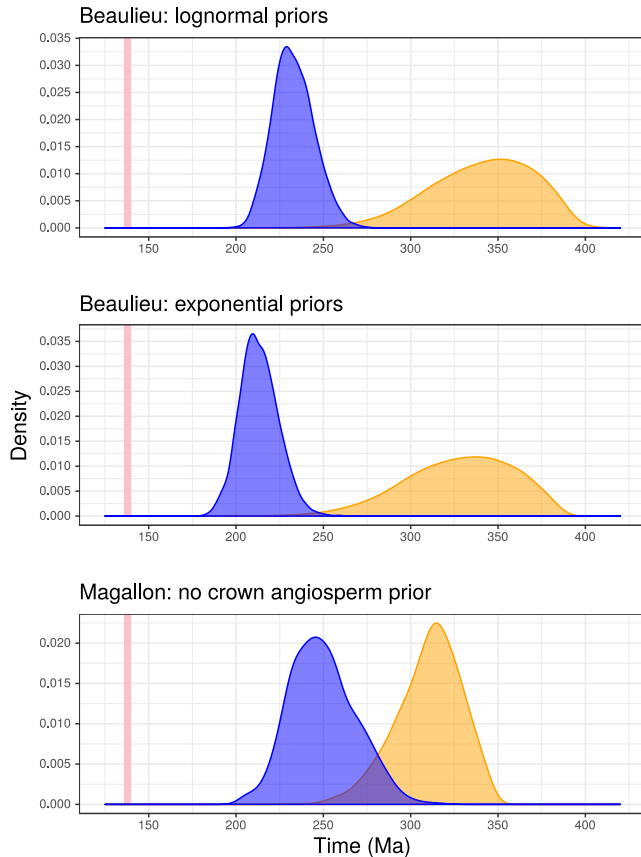 Beaulieu: lognormal priors
0.035
0.030
0.025
0.020
0.015
0.010
0.005
0.000
150 200 250 300 350 400
Beaulieu: exponential priors
0.035
0.030
0.025
0.020
0.015
0.010
0.005
0.000
150 200 250 300 350 400
Density
Magallon: no crown angiosperm prior
0.020
0.015
0.010
0.005
0.000
150 200 250 300 350 400
Time (Ma)